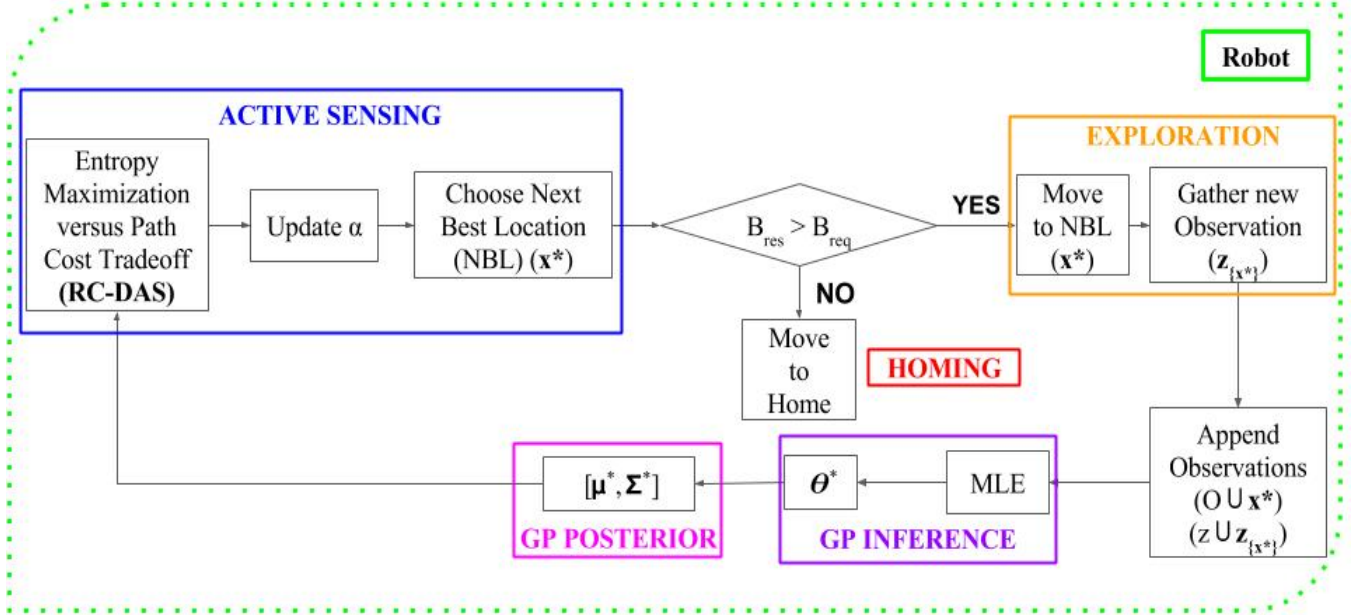 Robot
ACTIVE SENSING
Entropy
Maximization
versus Path
Cost Tradeoff
(RC-DAS)
Update α
Choose Next
Best Location
(NBL) (x*)
B_res > B_req
YES
NO
EXPLORATION
Move
to NBL
(x*)
Gather new
Observation
(z_{x*})
Move
to
Home
HOMING
Append
Observations
(O ∪ x*)
(z ∪ z_{x*})
MLE
Θ*
GP INFERENCE
[μ*, Σ*]
GP POSTERIOR